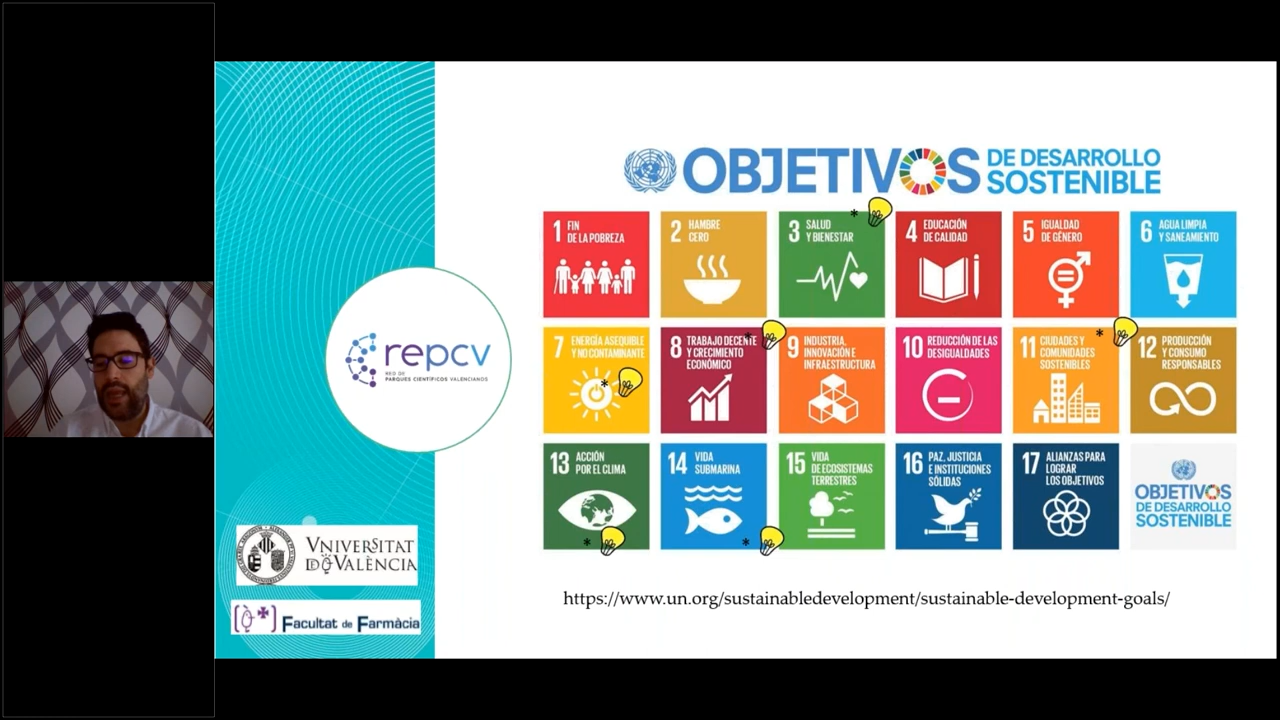 OBJETIVOS DE DESARROLLO SOSTENIBLE
1 FIN
DE LA POBREZA
2 HAMBRE
CERO
3 SALUD
Y BIENESTAR
4 EDUCACIÓN
DE CALIDAD
5 IGUALDAD
DE GÉNERO
6 AGUA LIMPIA
Y SANEAMIENTO
7 ENERGÍA ASEQUIBLE
Y NO CONTAMINANTE
8 TRABAJO DECENTE
Y CRECIMIENTO
ECONÓMICO
9 INDUSTRIA,
INNOVACIÓN E
INFRAESTRUCTURA
10 REDUCCIÓN DE LAS
DESIGUALDADES
11 CIUDADES Y
COMUNIDADES
SOSTENIBLES
12 PRODUCCIÓN
Y CONSUMO
RESPONSABLES
13 ACCIÓN
POR EL CLIMA
14 VIDA
SUBMARINA
15 VIDA
DE ECOSISTEMAS
TERRESTRES
16 PAZ, JUSTICIA
E INSTITUCIONES
SÓLIDAS
17 ALIANZAS PARA
LOGRAR
LOS OBJETIVOS
OBJETIVOS
DE DESARROLLO
SOSTENIBLE
https://www.un.org/sustainabledevelopment/sustainable-development-goals/
repcv
RED DE
PARQUES CIENTÍFICOS VALENCIANOS
VNIVERSITAT
DE VALÈNCIA
Facultat de Farmàcia